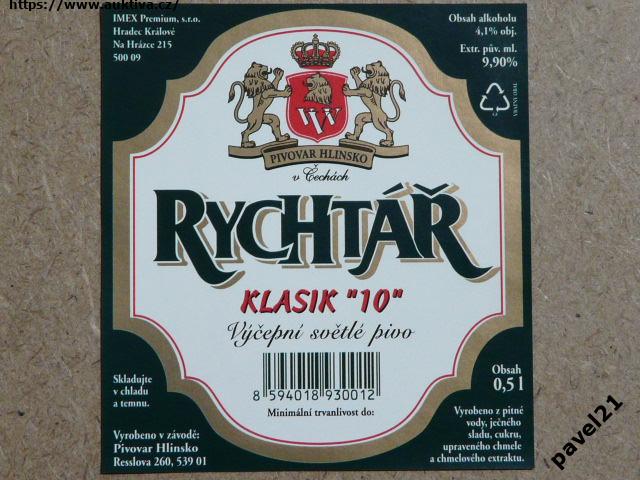 https://www.auktiva.cz/
IMEX Premium, s.r.o.
Hradec Králové
Na Hrázce 215
500 09
Obsah alkoholu
4,1% obj.
Extr. pův. ml.
9,90%
PIVOVAR HLINSKO
v Čechách
RYCHTÁŘ
KLASIK "10"
Výčepní světlé pivo
8 594018 930012
Minimální trvanlivost do:
Skladujte
v chladu
a temnu.
Vyrobeno v závodě:
Pivovar Hlinsko
Resslova 260, 539 01
Obsah
0,5 l
Vyrobeno z pitné
vody, ječného
sladu, cukru,
upraveného chmele
a chmelového extraktu.
pavel21